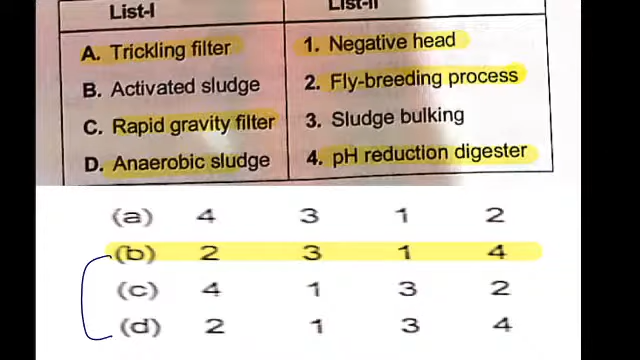 List-I List-II
A. Trickling filter 1. Negative head
B. Activated sludge 2. Fly-breeding process
C. Rapid gravity filter 3. Sludge bulking
D. Anaerobic sludge 4. pH reduction digester
(a) 4 3 1 2
(b) 2 3 1 4
(c) 4 1 3 2
(d) 2 1 3 4